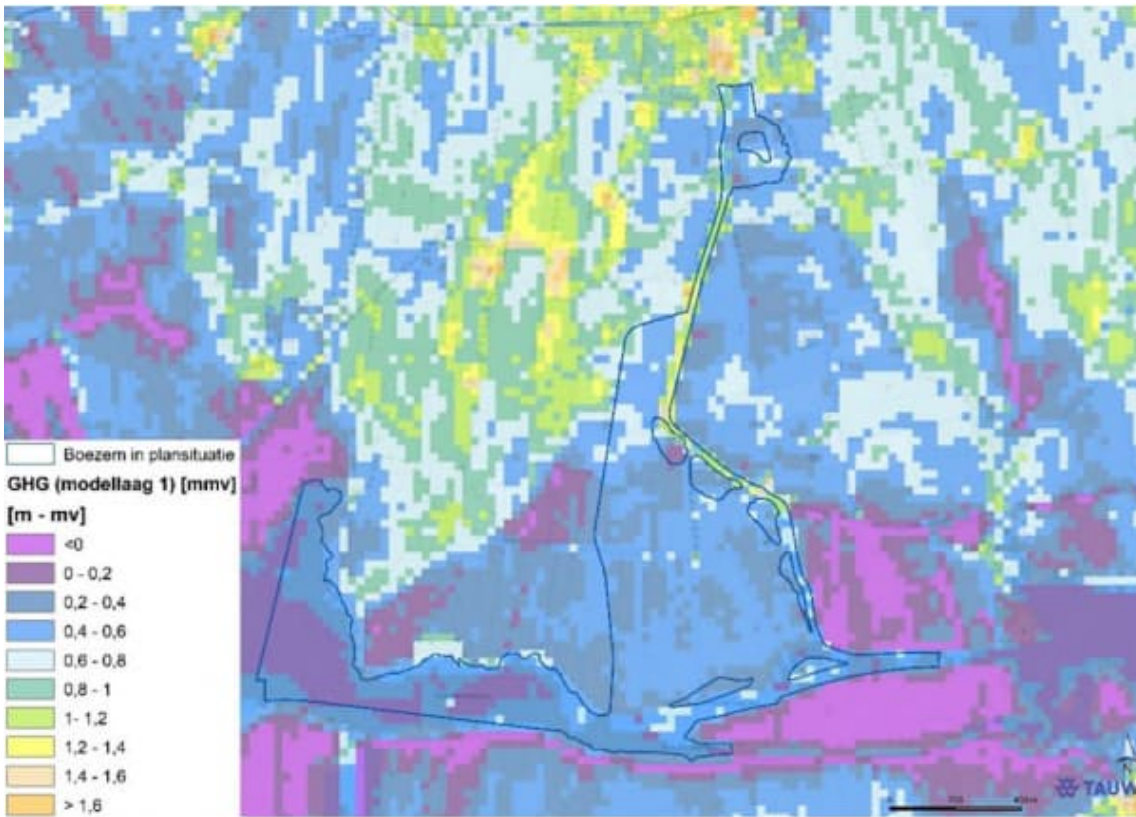 Boezem in plansituatie
GHG (modellaag 1) [mmv]
[m - mv]
<0
0 - 0,2
0,2 - 0,4
0,4 - 0,6
0,6 - 0,8
0,8 - 1
1- 1,2
1,2 - 1,4
1,4 - 1,6
> 1,6
N
TAUW